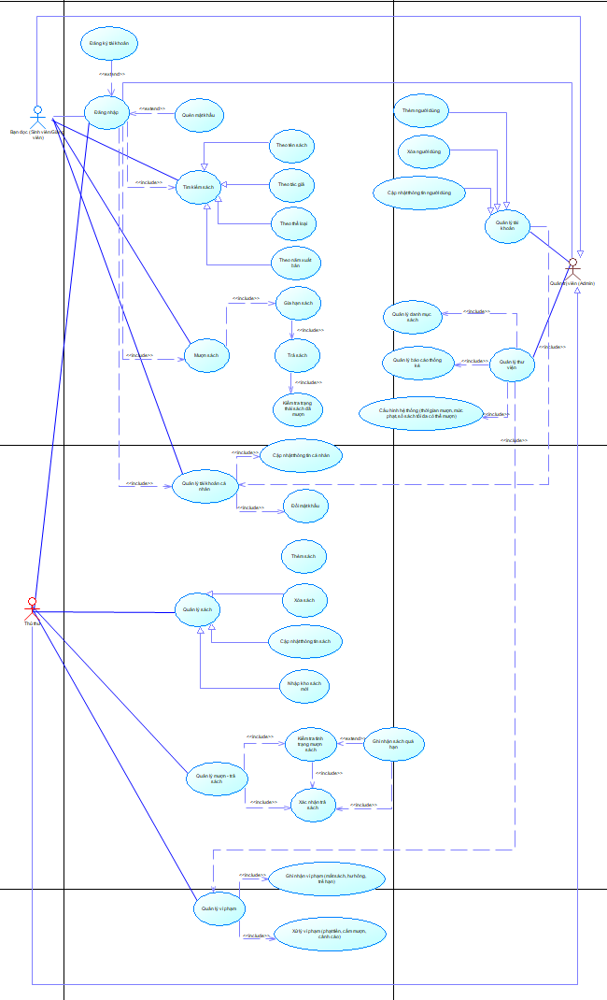 Đăng ký tài khoản
<<extend>>
Đăng nhập
<<extend>>
Quên mật khẩu
Thêm người dùng
Bạn đọc (Sinh viên/Giảng
viên)
Theo tên sách
Xóa người dùng
<<include>>
Tìm kiếm sách
Theo tác giả
Cập nhật thông tin người dùng
Theo thể loại
Quản lý tài
khoản
Theo năm xuất
bản
Quản trị viên (Admin)
<<include>>
Gia hạn sách
<<include>>
Quản lý danh mục
sách
<<include>>
<<include>>
<<include>>
Mượn sách
Trả sách
Quản lý báo cáo thống
kê
<<include>>
Quản lý thư
viện
<<include>>
Kiểm tra trạng
thái sách đã
mượn
Cấu hình hệ thống (thời gian mượn, mức
phạt, số sách tối đa có thể mượn)
<<include>>
<<include>>
<<include>>
Cập nhật thông tin cá nhân
<<include>>
Quản lý tài khoản cá
nhân
<<include>>
Đổi mật khẩu
Thêm sách
Xóa sách
Quản lý sách
Thủ thư
Cập nhật thông tin sách
Nhập kho sách
mới
<<include>>
Kiểm tra tình
trạng mượn
sách
<<extend>>
Ghi nhận sách quá
hạn
Quản lý mượn - trả
sách
<<include>>
<<include>>
Xác nhận trả
sách
<<include>>
<<include>>
Ghi nhận vi phạm (mất sách, hư hỏng,
trễ hạn)
Quản lý vi phạm
<<include>>
Xử lý vi phạm (phạt tiền, cấm mượn,
cảnh cáo)